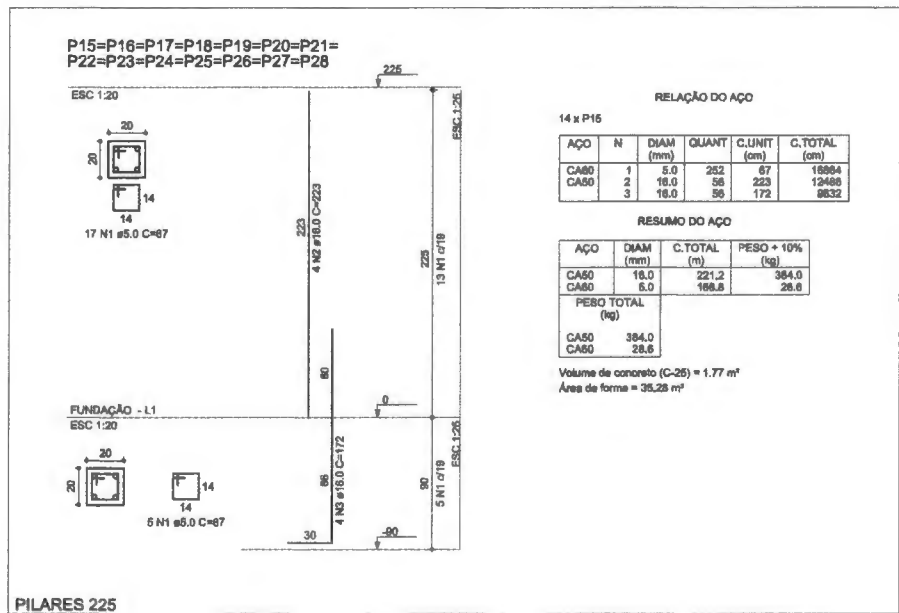 P15=P16=P17=P18=P19=P20=P21=
P22=P23=P24=P25=P26=P27=P28
225
ESC 1:20
ESC 1:25
20
20
14
14
17 N1 ø5.0 C=67
223
4 N2 ø16.0 C=223
225
13 N1 c/19
60
FUNDAÇÃO - L1
0
ESC 1:20
ESC 1:25
20
20
14
14
5 N1 ø5.0 C=67
86
4 N3 ø16.0 C=172
30
90
5 N1 c/19
-90
RELAÇÃO DO AÇO
14 x P15
AÇO N DIAM QUANT C.UNIT C.TOTAL
(mm) (cm) (cm)
CA60 1 5.0 252 67 16884
CA50 2 16.0 56 223 12488
3 16.0 56 172 9632
RESUMO DO AÇO
AÇO DIAM C.TOTAL PESO + 10%
(mm) (m) (kg)
CA50 16.0 221.2 384.0
CA60 5.0 168.8 28.6
PESO TOTAL
(kg)
CA50 384.0
CA60 28.6
Volume de concreto (C-25) = 1.77 m³
Área de forma = 35,28 m²
PILARES 225